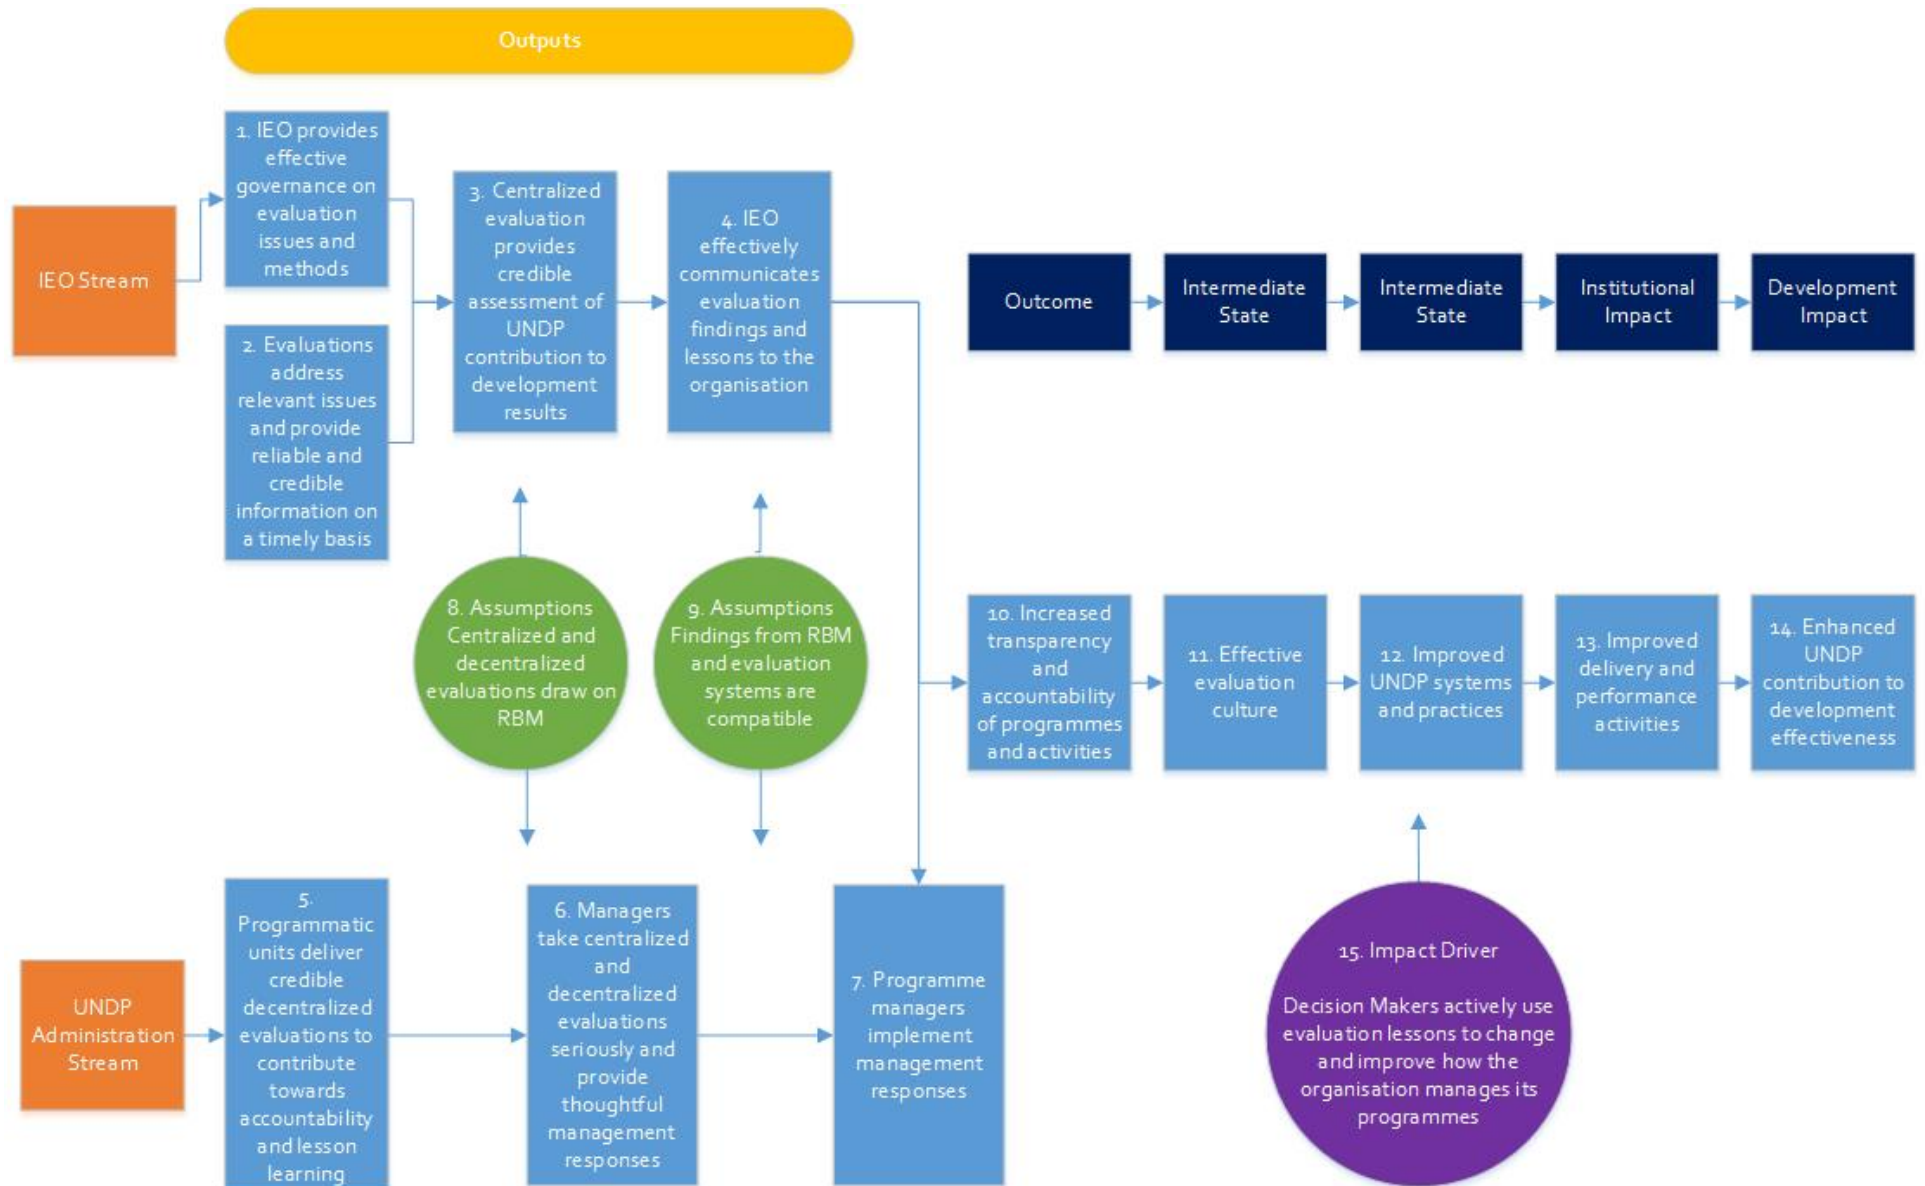 Outputs
1. IEO provides
effective
governance on
evaluation
issues and
methods
IEO Stream
2. Evaluations
address
relevant issues
and provide
reliable and
credible
information on
a timely basis
3. Centralized
evaluation
provides
credible
assessment of
UNDP
contribution to
development
results
4. IEO
effectively
communicates
evaluation
findings and
lessons to the
organisation
Outcome
Intermediate
State
Intermediate
State
Institutional
Impact
Development
Impact
8. Assumptions
Centralized and
decentralized
evaluations draw on
RBM
9. Assumptions
Findings from RBM
and evaluation
systems are
compatible
10. Increased
transparency
and
accountability
of programmes
and activities
11. Effective
evaluation
culture
12. Improved
UNDP systems
and practices
13. Improved
delivery and
performance
activities
14. Enhanced
UNDP
contribution to
development
effectiveness
UNDP
Administration
Stream
5.
Programmatic
units deliver
credible
decentralized
evaluations to
contribute
towards
accountability
and lesson
learning
6. Managers
take centralized
and
decentralized
evaluations
seriously and
provide
thoughtful
management
responses
7. Programme
managers
implement
management
responses
15. Impact Driver
Decision Makers actively use
evaluation lessons to change
and improve how the
organisation manages its
programmes